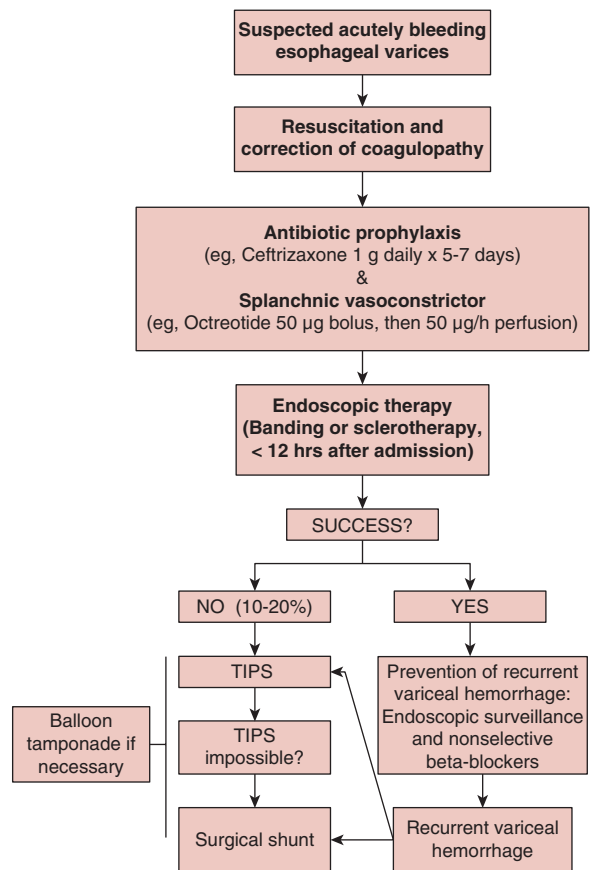 Suspected acutely bleeding
esophageal varices
Resuscitation and
correction of coagulopathy
Antibiotic prophylaxis
(eg, Ceftrizaxone 1 g daily x 5-7 days)
&
Splanchnic vasoconstrictor
(eg, Octreotide 50 µg bolus, then 50 µg/h perfusion)
Endoscopic therapy
(Banding or sclerotherapy,
< 12 hrs after admission)
SUCCESS?
NO (10-20%)
YES
TIPS
Prevention of recurrent
variceal hemorrhage:
Endoscopic surveillance
and nonselective
beta-blockers
Balloon
tamponade if
necessary
TIPS
impossible?
Surgical shunt
Recurrent variceal
hemorrhage